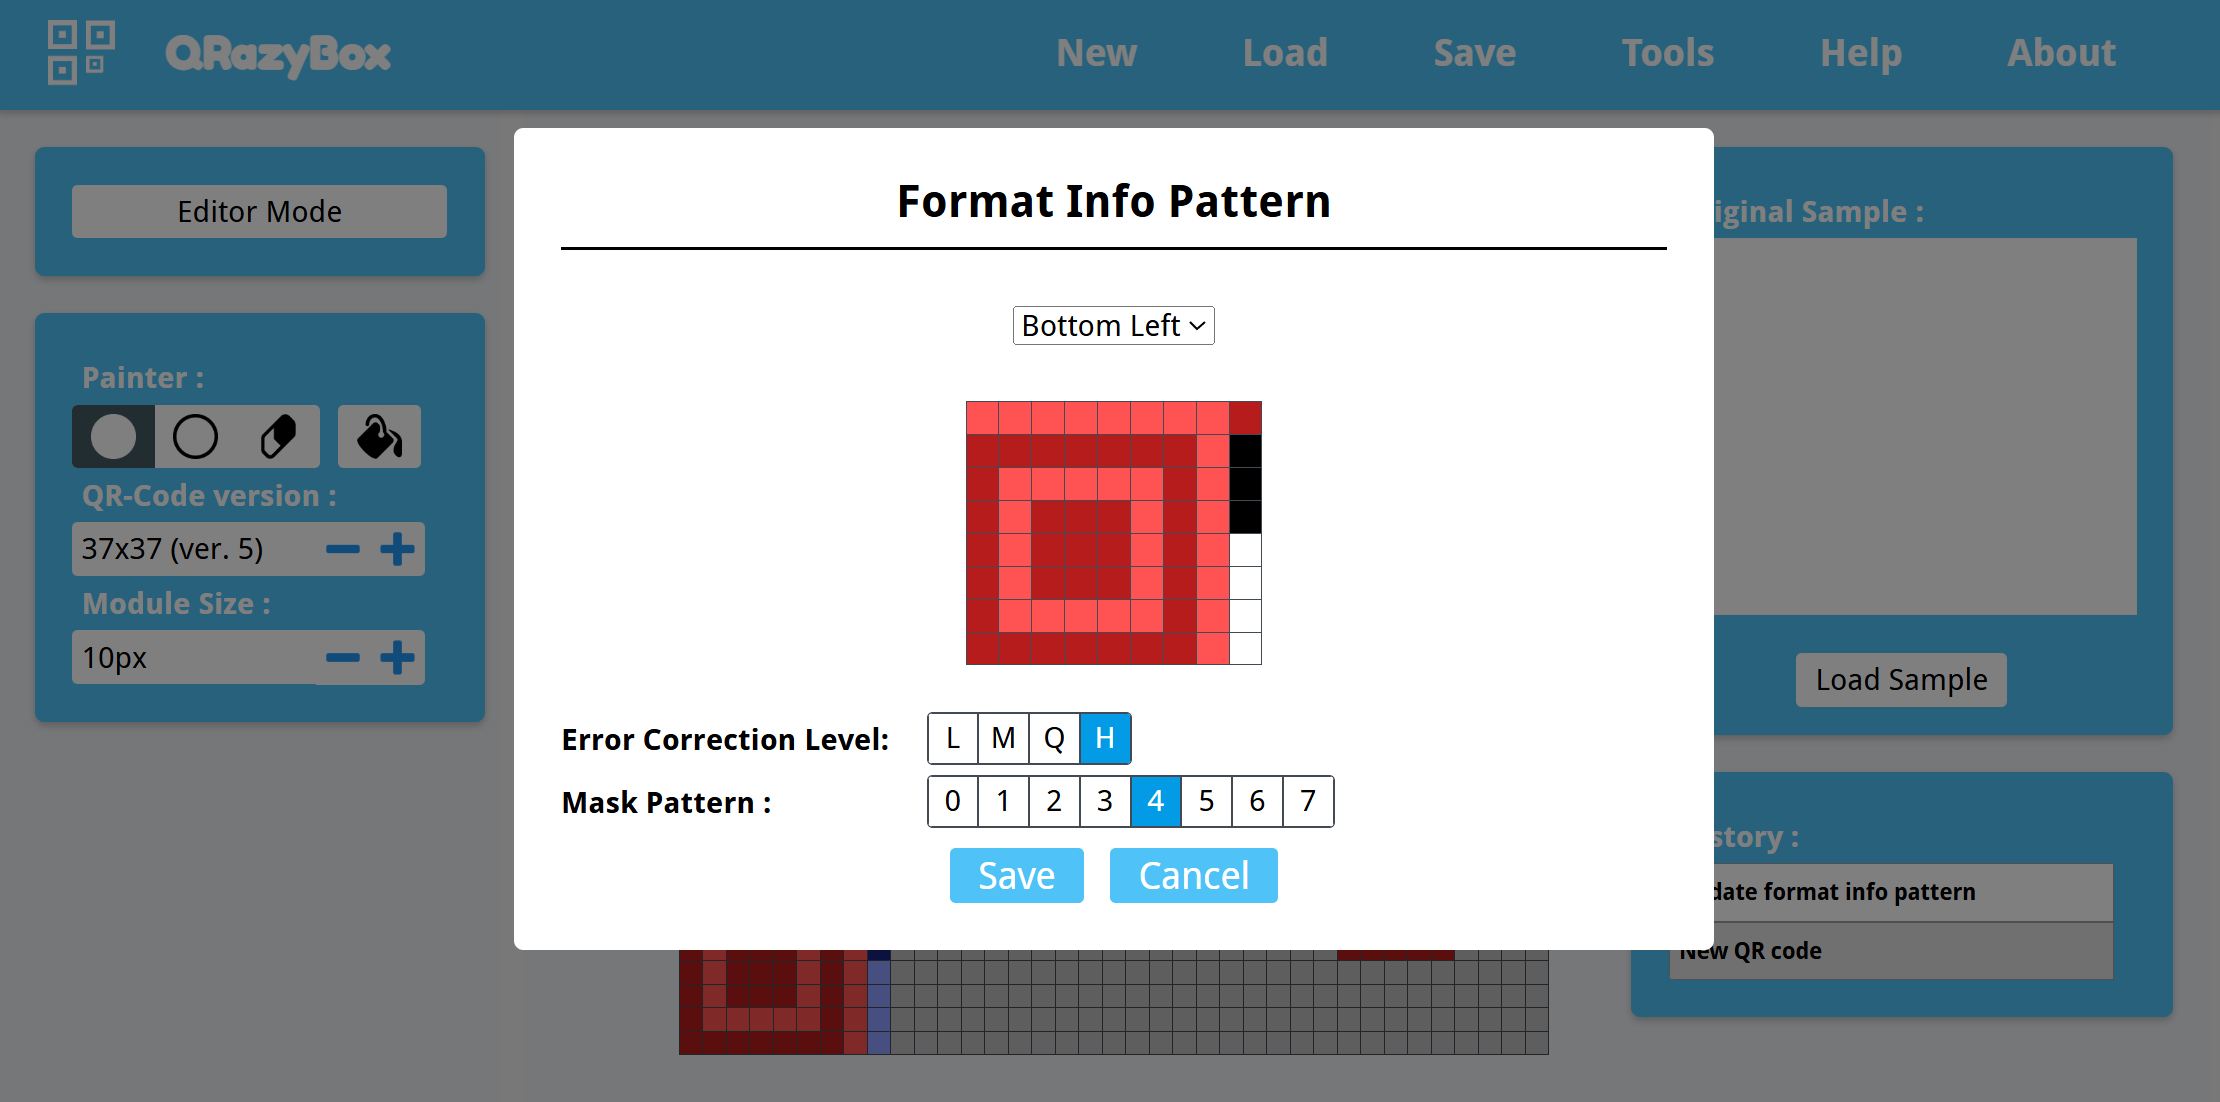 QRazyBox
New Load Save Tools Help About
Editor Mode
Painter :
QR-Code version :
37x37 (ver. 5)
Module Size :
10px
Format Info Pattern
Bottom Left
Error Correction Level:
L M Q H
Mask Pattern :
0 1 2 3 4 5 6 7
Save Cancel
iginal Sample :
Load Sample
story :
date format info pattern
New QR code